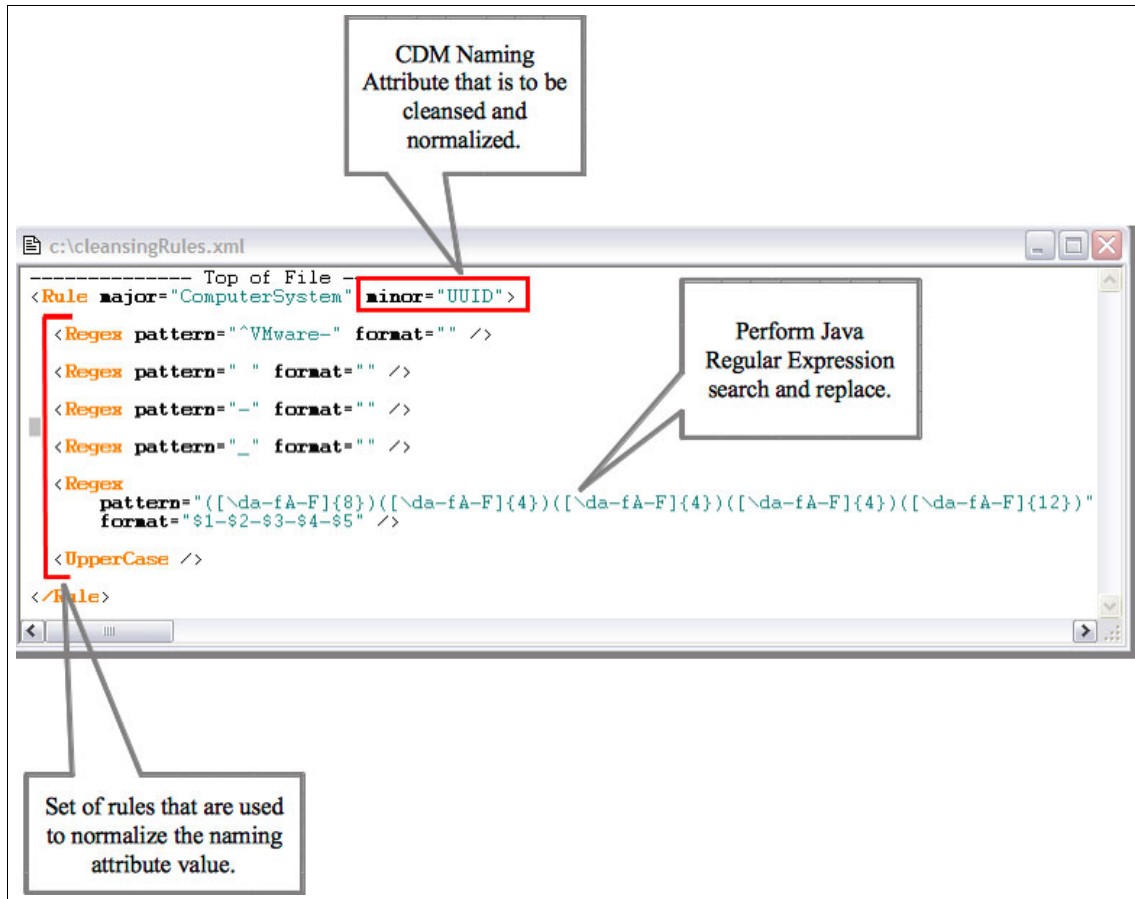 CDM Naming
Attribute that is to be
cleansed and
normalized.
c:\cleansingRules.xml
-------------- Top of File -
<Rule major="ComputerSystem" minor="UUID">
<Regex pattern="^VMware-" format="" />
<Regex pattern=" " format="" />
<Regex pattern="-" format="" />
<Regex pattern="_" format="" />
<Regex
pattern="([\da-fA-F]{8})([\da-fA-F]{4})([\da-fA-F]{4})([\da-fA-F]{4})([\da-fA-F]{12})"
format="$1-$2-$3-$4-$5" />
<UpperCase />
</Rule>
Perform Java
Regular Expression
search and replace.
Set of rules that are used
to normalize the naming
attribute value.